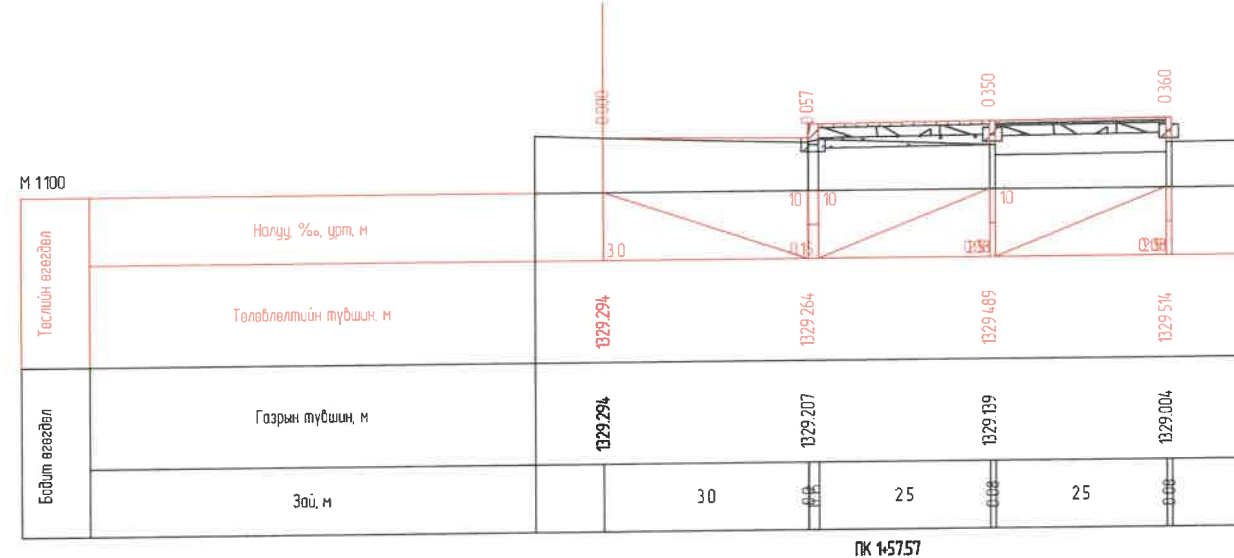 0.000
0.057
0.350
0.360
М 1:100
Төслийн өгөгдөл
Налуу, ‰, урт, м
10
10
10
3.0
0.15
Төлөвлөлтийн түвшин, м
1329.294
1329.264
1329.489
1329.514
Бодит өгөгдөл
Газрын түвшин, м
1329.294
1329.207
1329.139
1329.004
Зай, м
3.0
2.5
0.08
2.5
0.08
ПК 1+57.57